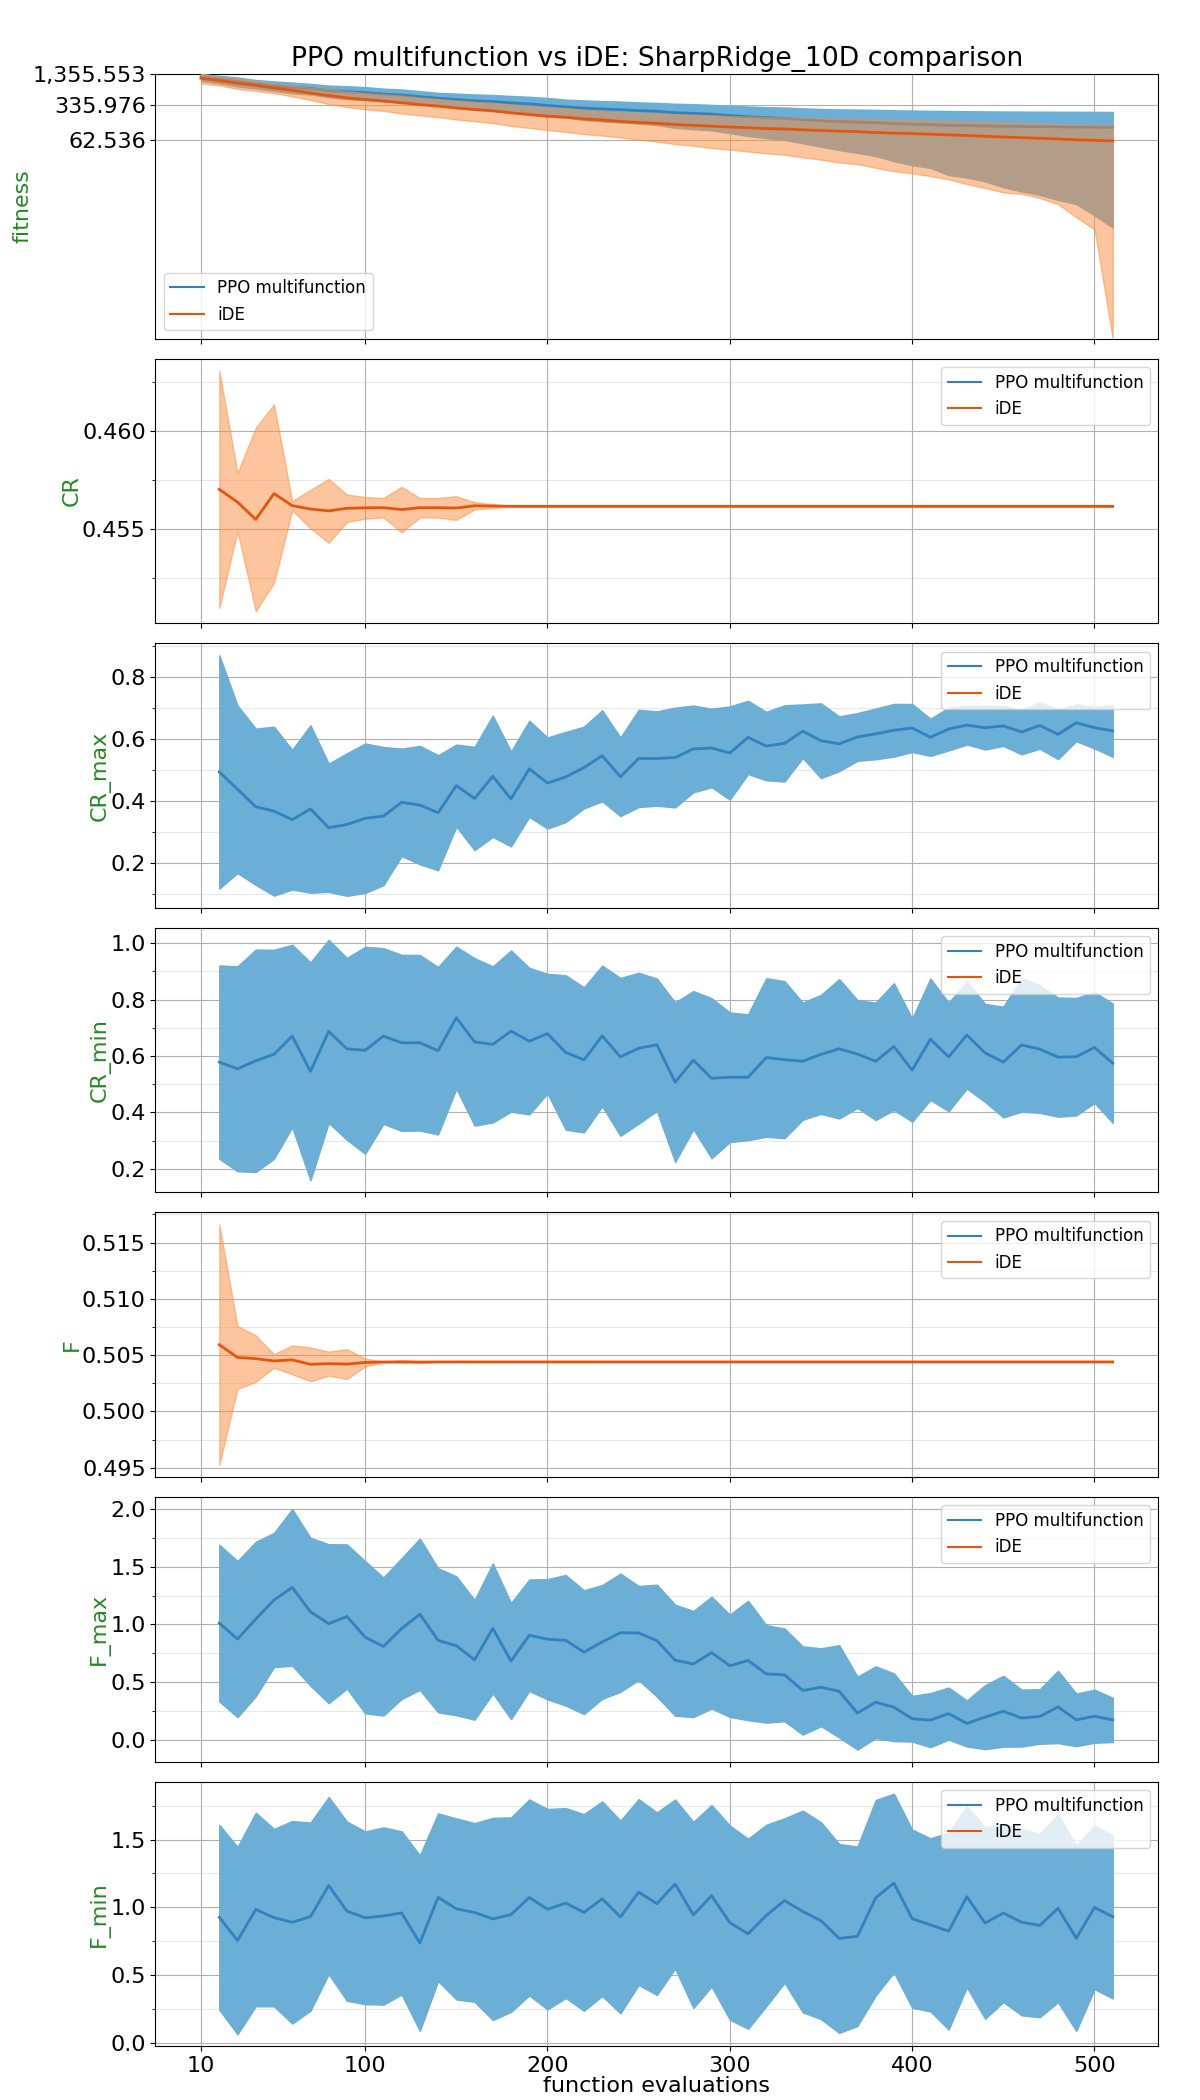 PPO multifunction vs iDE: SharpRidge_10D comparison
1,355.553
335.976
62.536
fitness
PPO multifunction
iDE
0.460
0.455
CR
PPO multifunction
iDE
0.8
0.6
0.4
0.2
CR_max
PPO multifunction
iDE
1.0
0.8
0.6
0.4
0.2
CR_min
PPO multifunction
iDE
0.515
0.510
0.505
0.500
0.495
F
PPO multifunction
iDE
2.0
1.5
1.0
0.5
0.0
F_max
PPO multifunction
iDE
1.5
1.0
0.5
0.0
F_min
PPO multifunction
iDE
10 100 200 300 400 500
function evaluations